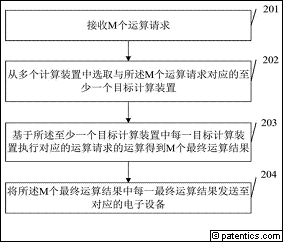 201
接收M个运算请求
202
从多个计算装置中选取与所述M个运算请求对应的至
少一个目标计算装置
203
基于所述至少一个目标计算装置中每一目标计算装
置执行对应的运算请求的运算得到M个最终运算结果
204
将所述M个最终运算结果中每一最终运算结果发送至
对应的电子设备
© patentics.com